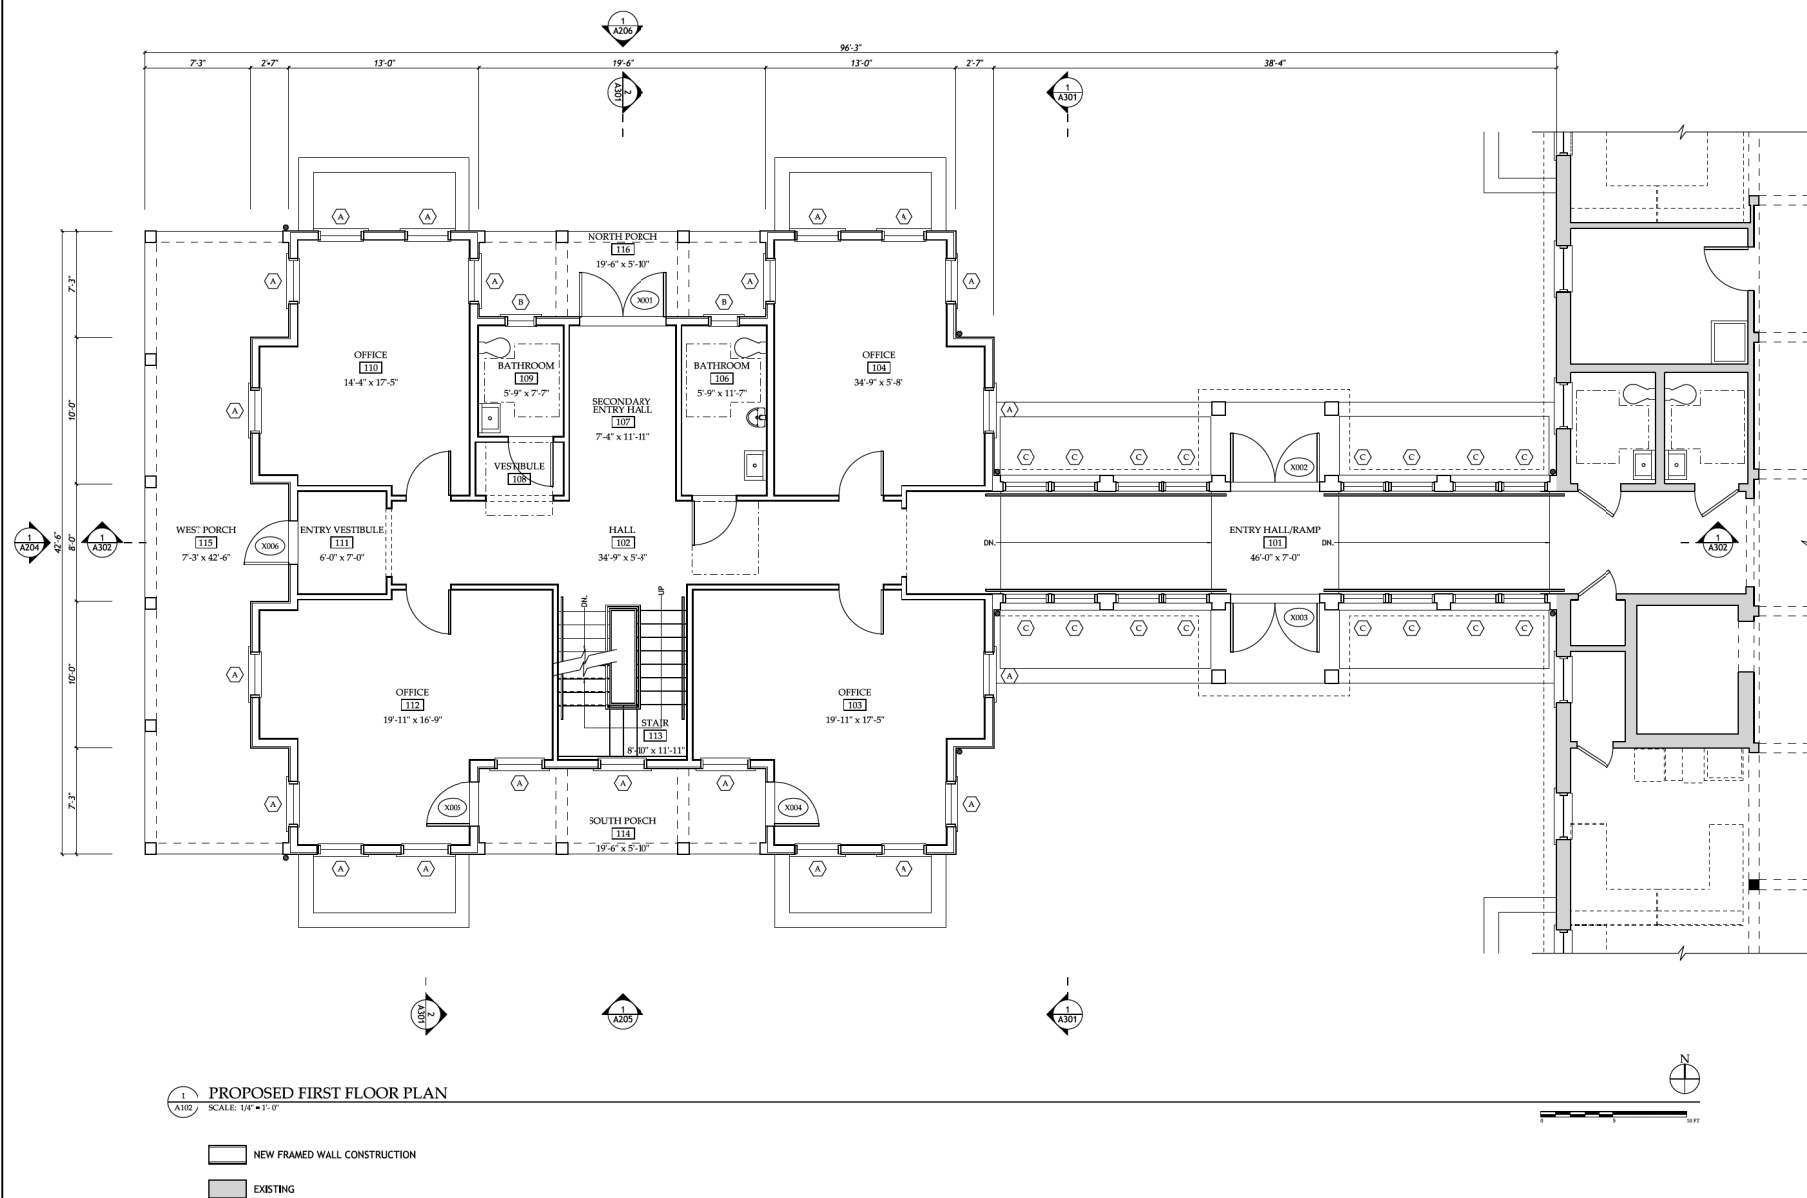 1
A206
96'-3"
7'-3"
2'-7"
13'-0"
19'-6"
13'-0"
2'-7"
38'-4"
2
A301
1
A301
A
A
A
A
NORTH PORCH
116
19'-6" x 5'-10"
A
A
A
A
B
X001
B
7'-3"
OFFICE
110
14'-4" x 17'-5"
BATHROOM
109
5'-9" x 7'-7"
BATHROOM
106
5'-9" x 11'-7"
OFFICE
104
34'-9" x 5'-8'
SECONDARY
ENTRY HALL
107
7'-4" x 11'-11"
A
A
10'-0"
VESTIBULE
108
C
C
C
C
X002
C
C
C
C
1
A204
42'-6"
8'-0"
1
A302
WEST PORCH
115
7'-3' x 42'-6"
X006
ENTRY VESTIBULE
111
6'-0" x 7'-0"
HALL
102
34'-9" x 5'-8"
DN.
ENTRY HALL/RAMP
101
46'-0" x 7'-0"
DN.
1
A302
DN.
UP
X003
C
C
C
C
C
C
C
C
10'-0"
A
A
OFFICE
112
19'-11" x 16'-9"
OFFICE
103
19'-11" x 17'-5"
STAIR
113
8'-10" x 11'-11"
A
A
A
7'-3"
A
X005
X004
A
SOUTH PORCH
114
19'-6" x 5'-10"
A
A
A
A
2
A301
1
A205
1
A301
N
1
A102
PROPOSED FIRST FLOOR PLAN
SCALE: 1/4" = 1'- 0"
0
5
10 FT
NEW FRAMED WALL CONSTRUCTION
EXISTING